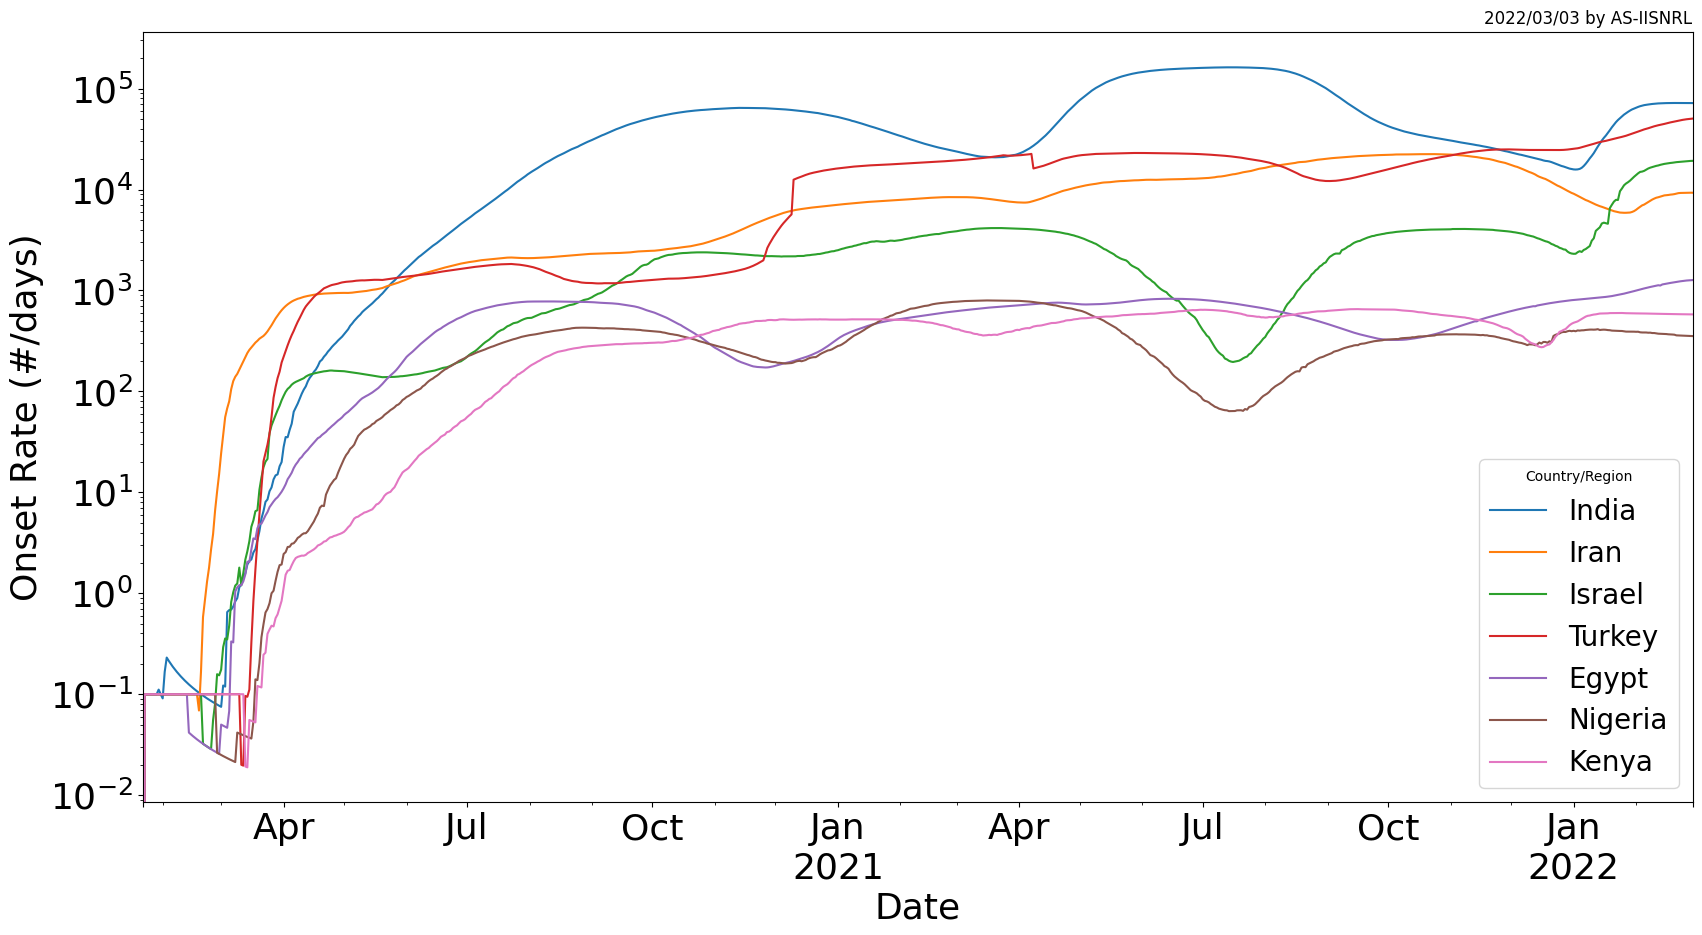 2022/03/03 by AS-IISNRL
Onset Rate (#/days)
10^5
10^4
10^3
10^2
10^1
10^0
10^−1
10^−2
Country/Region
India
Iran
Israel
Turkey
Egypt
Nigeria
Kenya
Apr Jul Oct Jan Apr Jul Oct Jan
2021 2022
Date